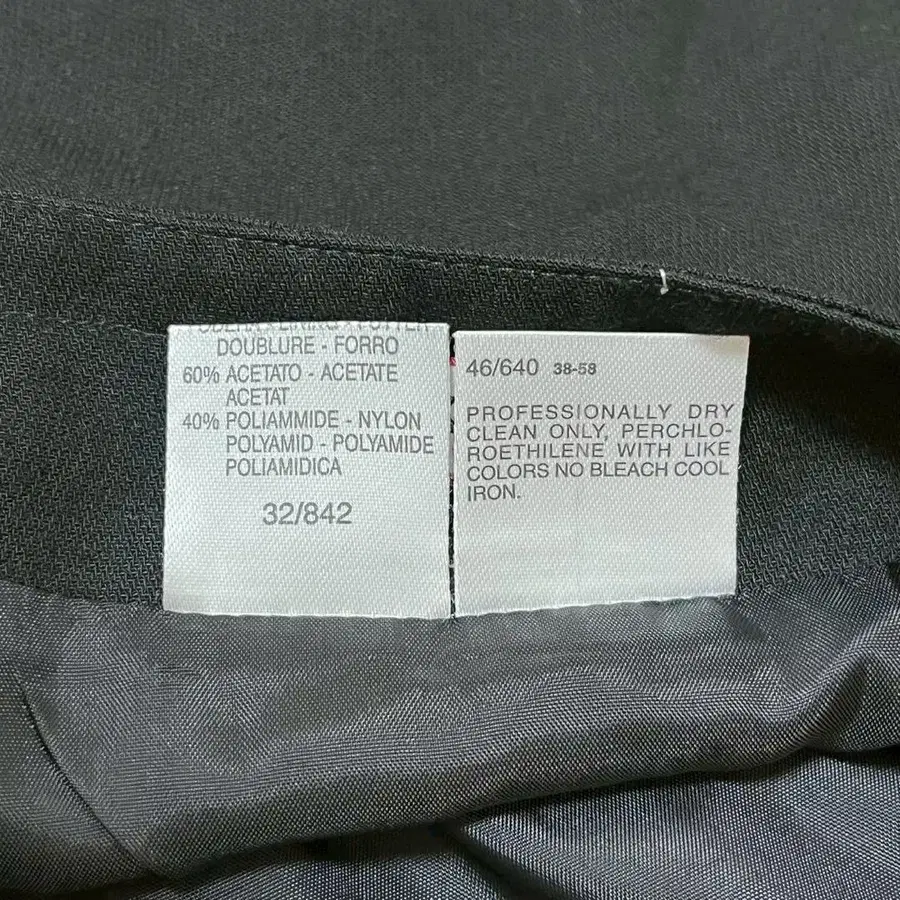 DOUBLURE - FORRO
60% ACETATO - ACETATE
ACETAT
40% POLIAMMIDE - NYLON
POLYAMID - POLYAMIDE
POLIAMIDICA
32/842
46/640 38-58
PROFESSIONALLY DRY
CLEAN ONLY, PERCHLO-
ROETHILENE WITH LIKE
COLORS NO BLEACH COOL
IRON.